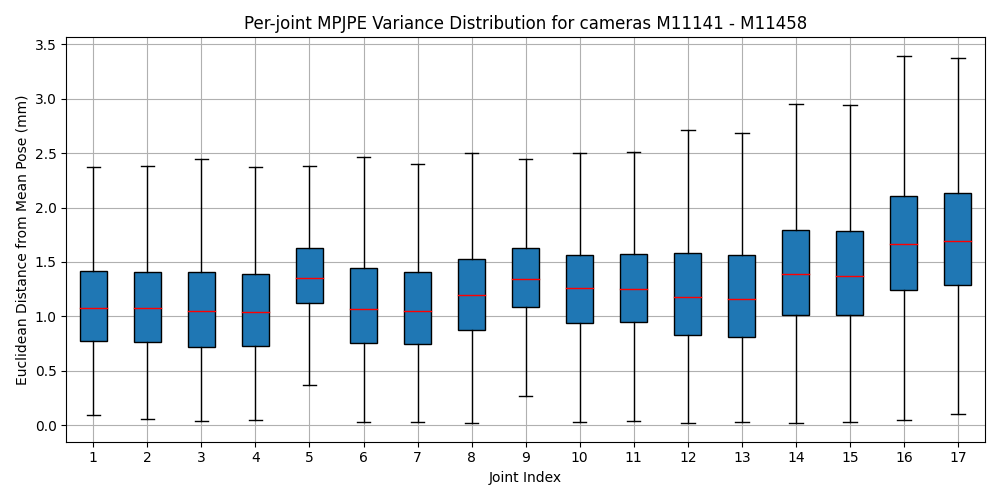 Per-joint MPJPE Variance Distribution for cameras M11141 - M11458
Euclidean Distance from Mean Pose (mm)
3.5
3.0
2.5
2.0
1.5
1.0
0.5
0.0
1 2 3 4 5 6 7 8 9 10 11 12 13 14 15 16 17
Joint Index